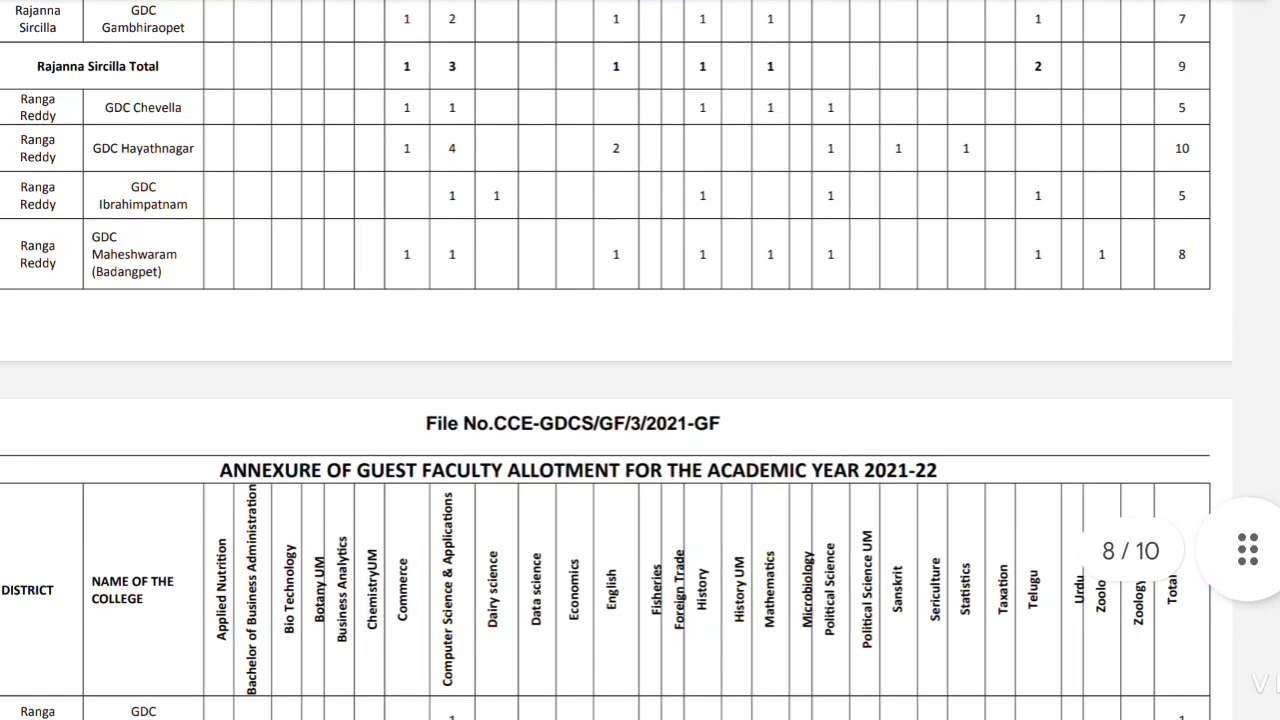 Rajanna Sircilla GDC Gambhiraopet 1 2 1 1 1 1 7
Rajanna Sircilla Total 1 3 1 1 1 2 9
Ranga Reddy GDC Chevella 1 1 1 1 1 5
Ranga Reddy GDC Hayathnagar 1 4 2 1 1 1 10
Ranga Reddy GDC Ibrahimpatnam 1 1 1 1 1 5
Ranga Reddy GDC Maheshwaram (Badangpet) 1 1 1 1 1 1 1 1 8
File No.CCE-GDCS/GF/3/2021-GF
ANNEXURE OF GUEST FACULTY ALLOTMENT FOR THE ACADEMIC YEAR 2021-22
DISTRICT
NAME OF THE COLLEGE
Applied Nutrition
Bachelor of Business Administration
Bio Technology
Botany UM
Business Analytics
ChemistryUM
Commerce
Computer Science & Applications
Dairy science
Data science
Economics
English
Fisheries
Foreign Trade
History
History UM
Mathematics
Microbiology
Political Science
Political Science UM
Sanskrit
Sericulture
Statistics
Taxation
Telugu
Urdu
Zoolo
Zoology
Total
8 / 10
Ranga GDC 1 1